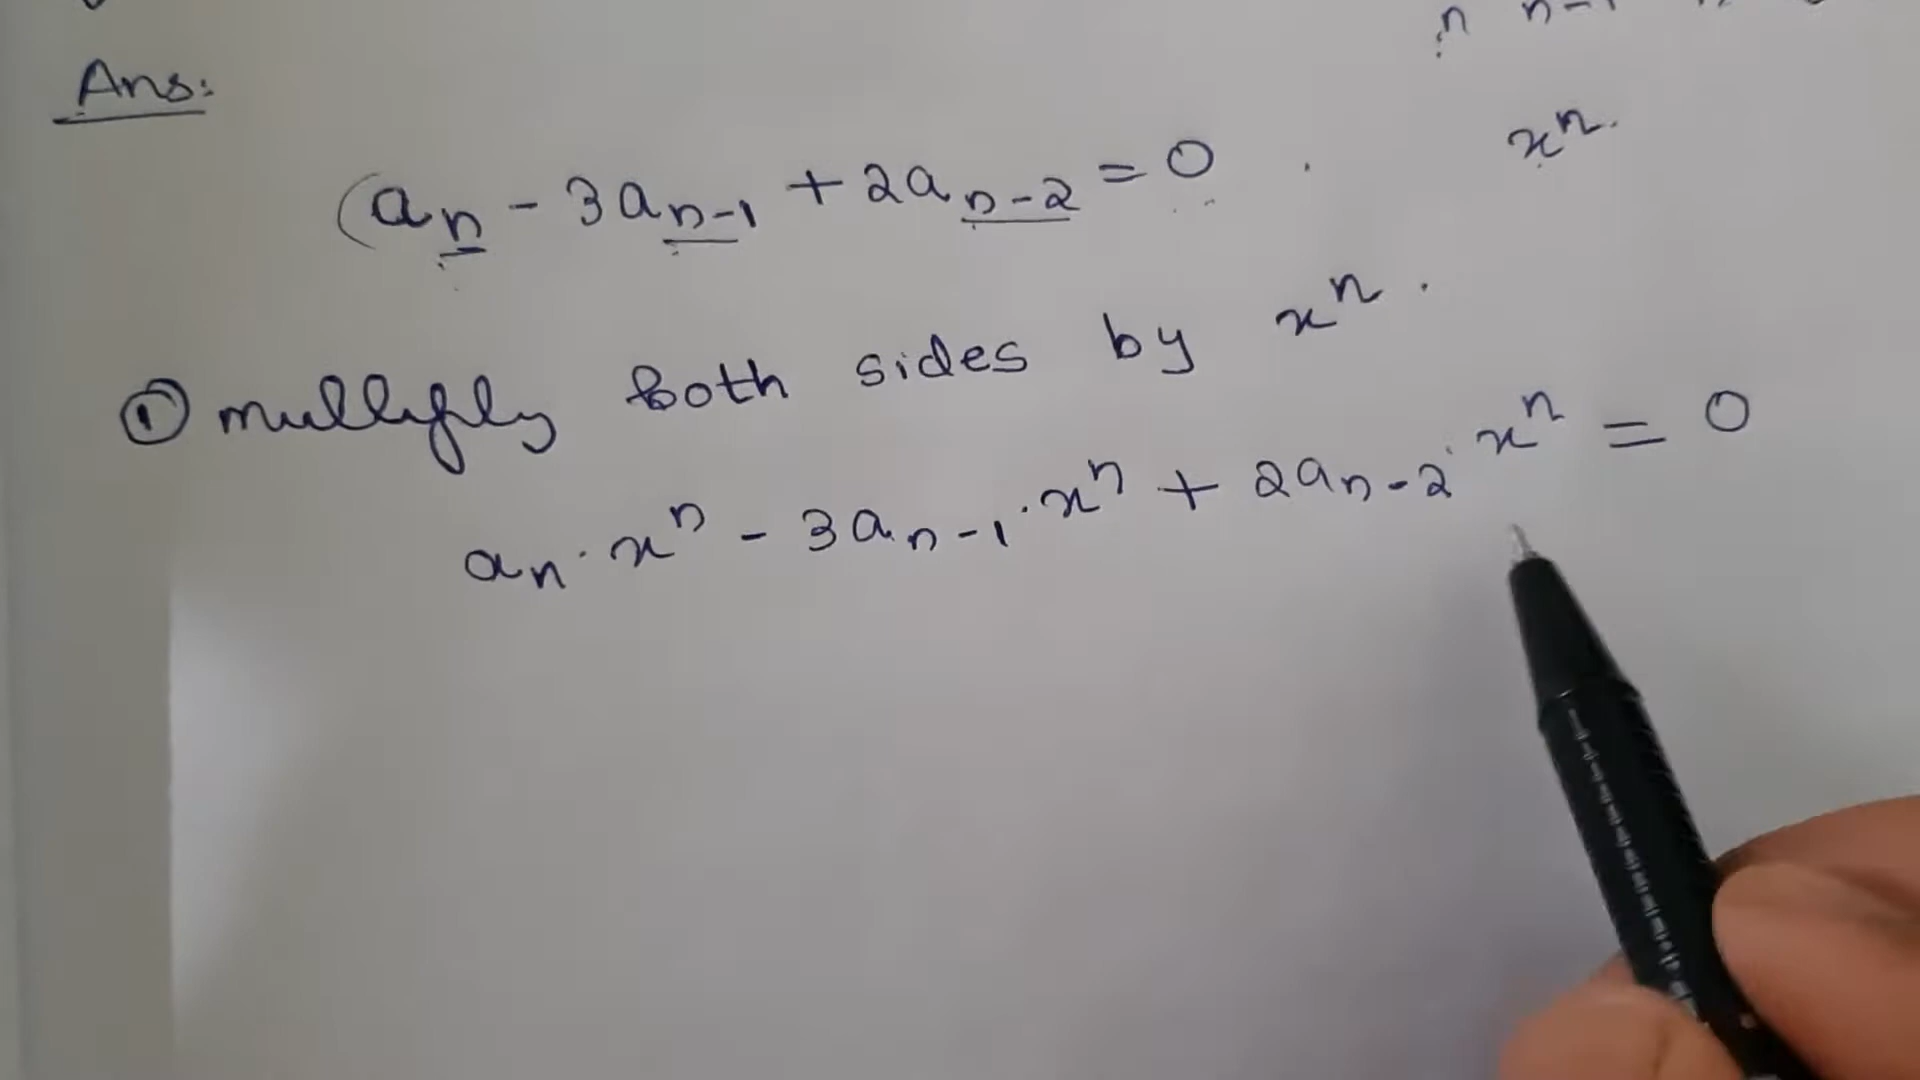 Ans:
(aₙ - 3aₙ₋₁ + 2aₙ₋₂ = 0 .
xⁿ.
① multiply both sides by xⁿ.
aₙ · xⁿ - 3aₙ₋₁ · xⁿ + 2aₙ₋₂ · xⁿ = 0